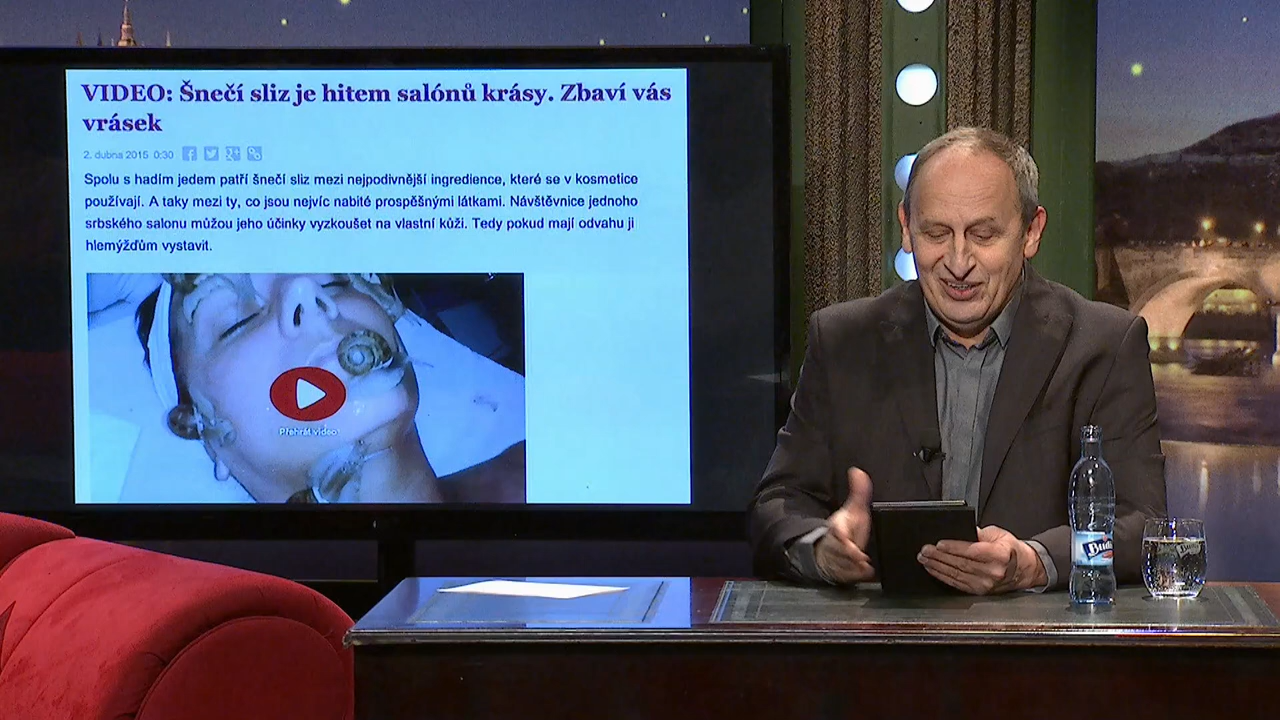 VIDEO: Šnečí sliz je hitem salónů krásy. Zbaví vás
vrásek
2. dubna 2015 0:30
Spolu s hadím jedem patří šnečí sliz mezi nejpodivnější ingredience, které se v kosmetice
používají. A taky mezi ty, co jsou nejvíc nabité prospěšnými látkami. Návštěvnice jednoho
srbského salonu můžou jeho účinky vyzkoušet na vlastní kůži. Tedy pokud mají odvahu ji
hlemýžďům vystavit.
Přehrát video